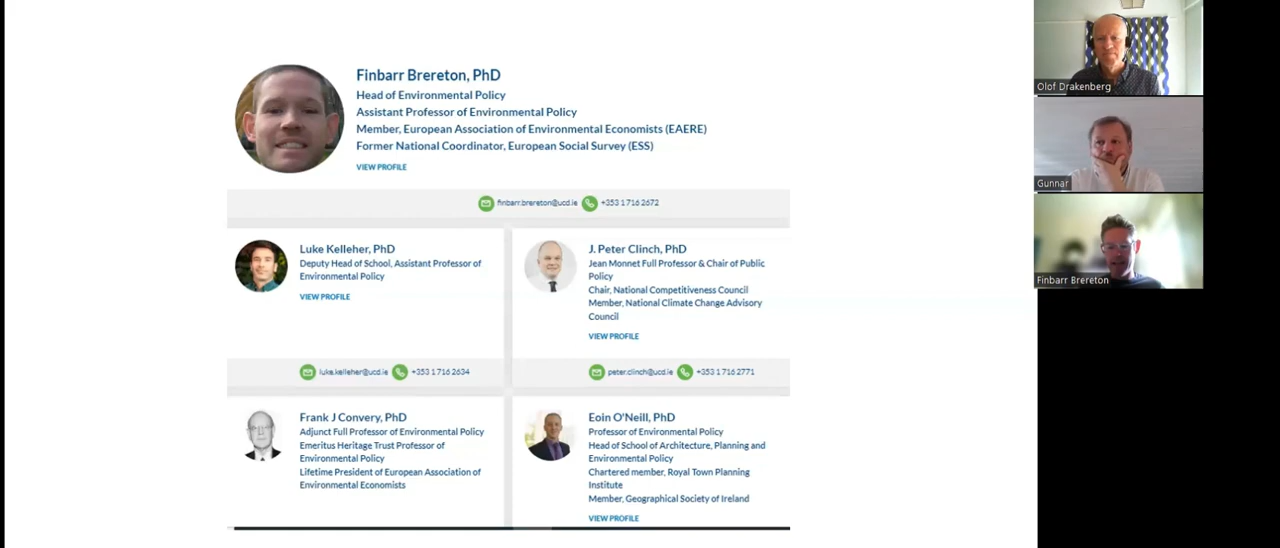 Finbarr Brereton, PhD
Head of Environmental Policy
Assistant Professor of Environmental Policy
Member, European Association of Environmental Economists (EAERE)
Former National Coordinator, European Social Survey (ESS)
VIEW PROFILE
finbarr.brereton@ucd.ie +353 1 716 2672
Luke Kelleher, PhD
Deputy Head of School, Assistant Professor of
Environmental Policy
VIEW PROFILE
luke.kelleher@ucd.ie +353 1 716 2634
J. Peter Clinch, PhD
Jean Monnet Full Professor & Chair of Public
Policy
Chair, National Competitiveness Council
Member, National Climate Change Advisory
Council
VIEW PROFILE
peter.clinch@ucd.ie +353 1 716 2771
Frank J Convery, PhD
Adjunct Full Professor of Environmental Policy
Emeritus Heritage Trust Professor of
Environmental Policy
Lifetime President of European Association of
Environmental Economists
Eoin O'Neill, PhD
Professor of Environmental Policy
Head of School of Architecture, Planning and
Environmental Policy
Chartered member, Royal Town Planning
Institute
Member, Geographical Society of Ireland
VIEW PROFILE
Olof Drakenberg
Gunnar
Finbarr Brereton